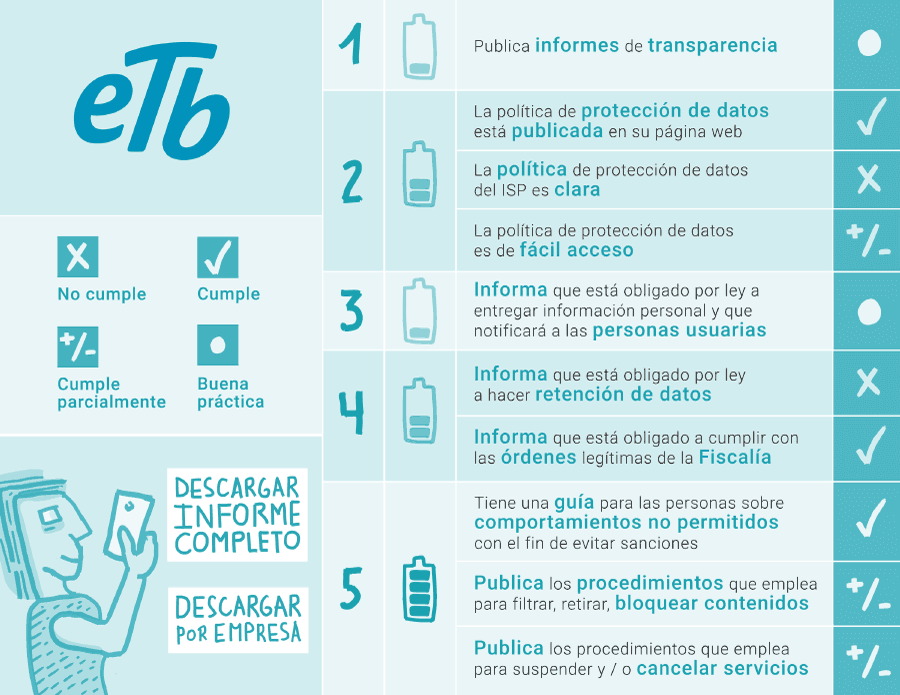 eTb
No cumple
Cumple
Cumple
parcialmente
Buena
práctica
DESCARGAR
INFORME
COMPLETO
DESCARGAR
POR EMPRESA
1
Publica informes de transparencia
2
La política de protección de datos
está publicada en su página web
La política de protección de datos
del ISP es clara
La política de protección de datos
es de fácil acceso
+/-
3
Informa que está obligado por ley a
entregar información personal y que
notificará a las personas usuarias
4
Informa que está obligado por ley
a hacer retención de datos
Informa que está obligado a cumplir con
las órdenes legítimas de la Fiscalía
5
Tiene una guía para las personas sobre
comportamientos no permitidos
con el fin de evitar sanciones
Publica los procedimientos que emplea
para filtrar, retirar, bloquear contenidos
+/-
Publica los procedimientos que emplea
para suspender y / o cancelar servicios
+/-